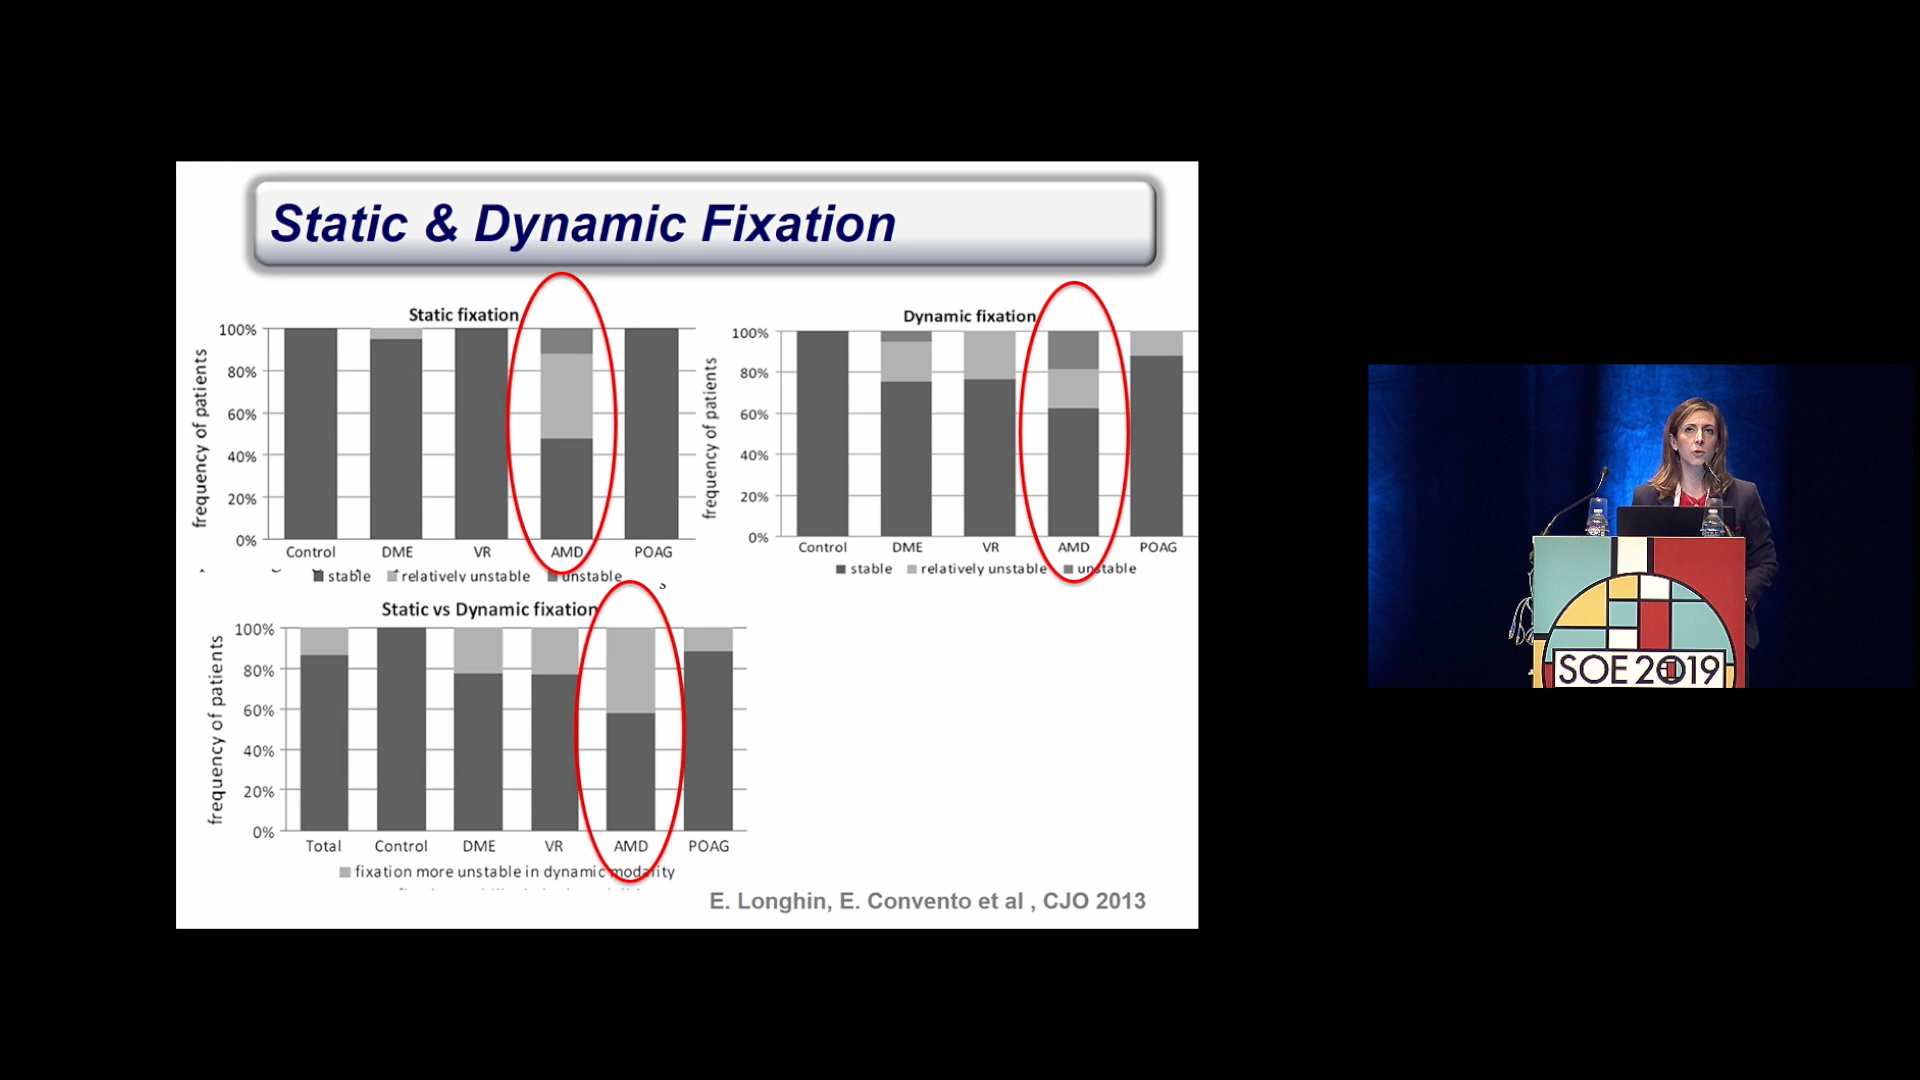 Static & Dynamic Fixation
Static fixation
frequency of patients
100%
80%
60%
40%
20%
0%
Control DME VR AMD POAG
stable relatively unstable unstable
Dynamic fixation
frequency of patients
100%
80%
60%
40%
20%
0%
Control DME VR AMD POAG
stable relatively unstable unstable
s
Static vs Dynamic fixation
frequency of patients
100%
80%
60%
40%
20%
0%
Total Control DME VR AMD POAG
fixation more unstable in dynamic modality
E. Longhin, E. Convento et al , CJO 2013
SOE 2019